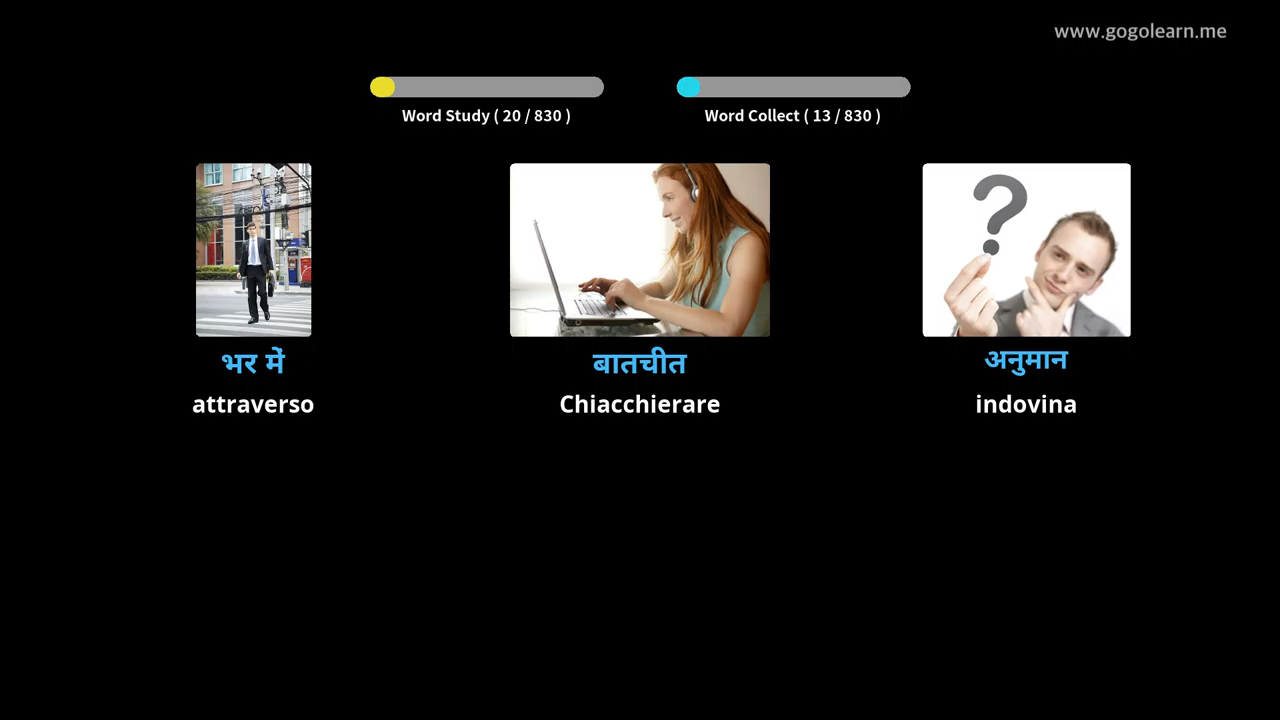 www.gogolearn.me
Word Study ( 20 / 830 )
Word Collect ( 13 / 830 )
भर में
बातचीत
अनुमान
attraverso
Chiacchierare
indovina